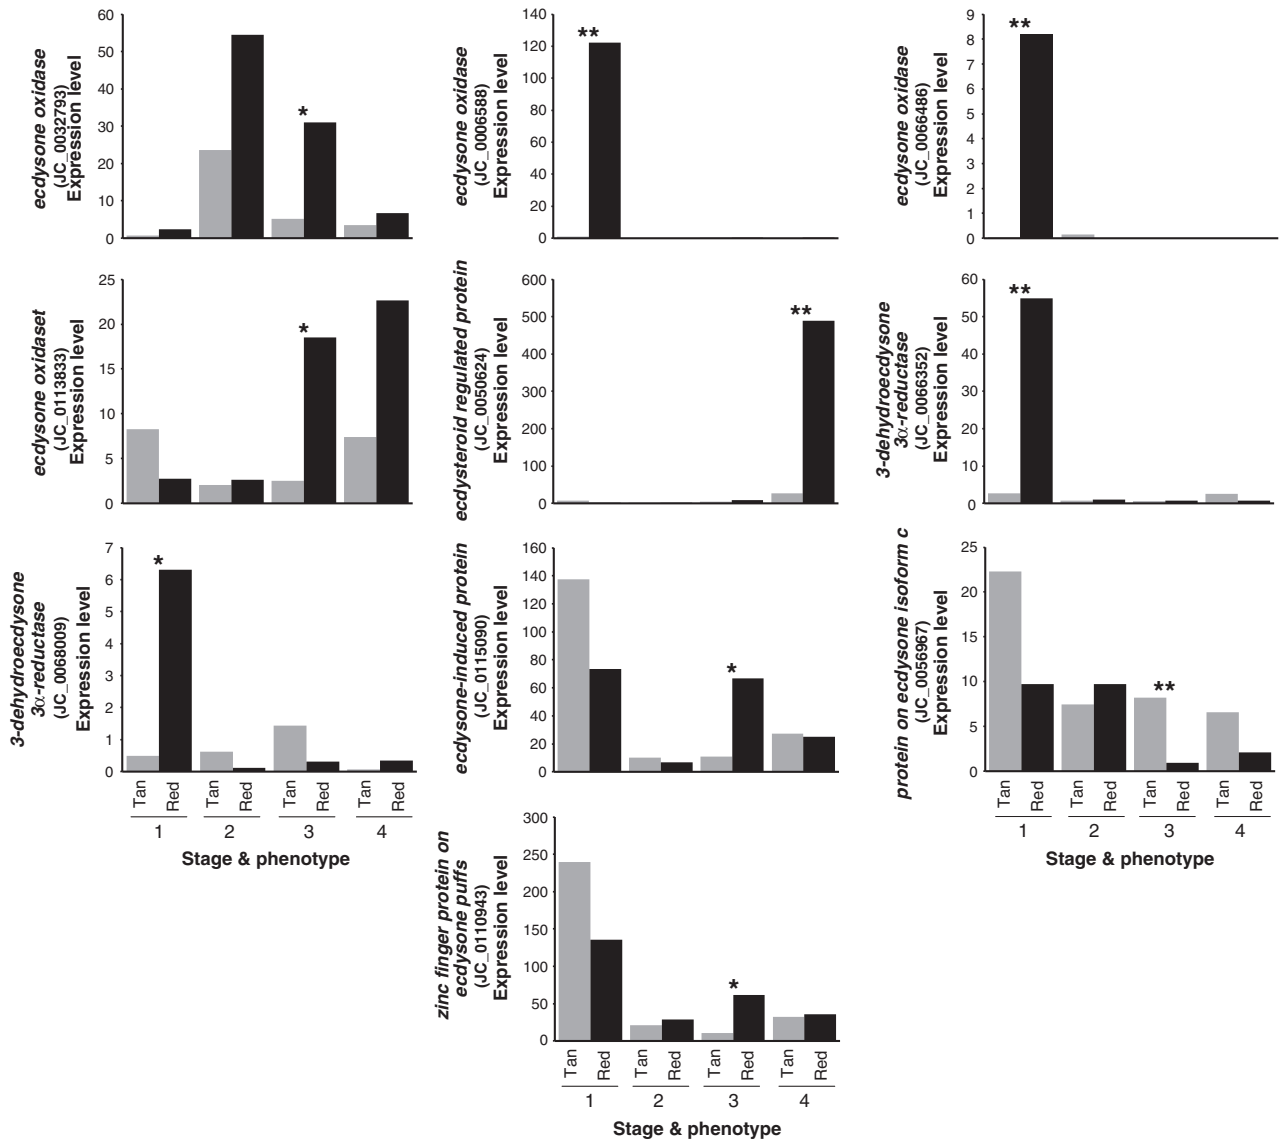 ecdysone oxidase
(JC_0032793)
Expression level
60
50
40
30
20
10
0
*
ecdysone oxidase
(JC_0006588)
Expression level
140
120
100
80
60
40
20
0
**
ecdysone oxidase
(JC_0066486)
Expression level
9
8
7
6
5
4
3
2
1
0
**
ecdysone oxidaset
(JC_0113833)
Expression level
25
20
15
10
5
0
*
ecdysteroid regulated protein
(JC_0050624)
Expression level
600
500
400
300
200
100
0
**
3-dehydroecdysone
3α-reductase
(JC_0066352)
Expression level
60
50
40
30
20
10
0
**
3-dehydroecdysone
3α-reductase
(JC_0068009)
Expression level
7
6
5
4
3
2
1
0
*
Tan Red Tan Red Tan Red Tan Red
1 2 3 4
Stage & phenotype
ecdysone-induced protein
(JC_0115090)
Expression level
160
140
120
100
80
60
40
20
0
*
protein on ecdysone isoform c
(JC_0056967)
Expression level
25
20
15
10
5
0
**
Tan Red Tan Red Tan Red Tan Red
1 2 3 4
Stage & phenotype
zinc finger protein on
ecdysone puffs
(JC_0110943)
Expression level
300
250
200
150
100
50
0
*
Tan Red Tan Red Tan Red Tan Red
1 2 3 4
Stage & phenotype